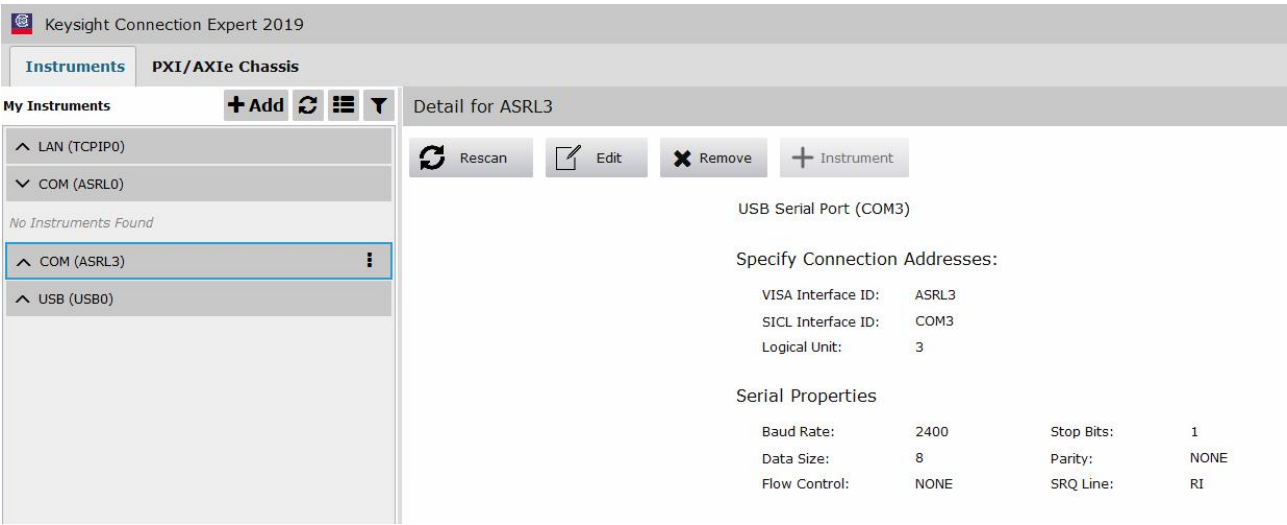 Keysight Connection Expert 2019
Instruments PXI/AXIe Chassis
My Instruments Add
LAN (TCPIP0)
COM (ASRL0)
No Instruments Found
COM (ASRL3)
USB (USB0)
Detail for ASRL3
Rescan Edit Remove Instrument
USB Serial Port (COM3)
Specify Connection Addresses:
VISA Interface ID: ASRL3
SICL Interface ID: COM3
Logical Unit: 3
Serial Properties
Baud Rate: 2400 Stop Bits: 1
Data Size: 8 Parity: NONE
Flow Control: NONE SRQ Line: RI